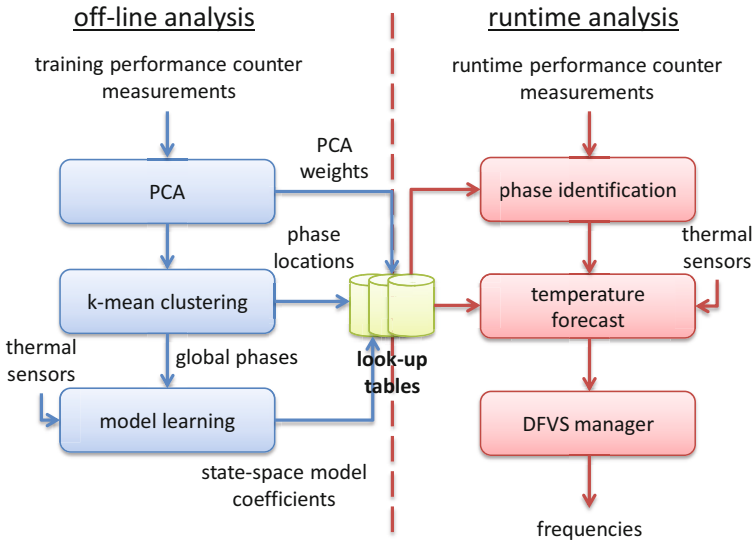 off-line analysis
training performance counter
measurements
PCA
PCA
weights
phase
locations
k-mean clustering
thermal
sensors
global phases
model learning
state-space model
coefficients
look-up
tables
runtime analysis
runtime performance counter
measurements
phase identification
thermal
sensors
temperature
forecast
DFVS manager
frequencies